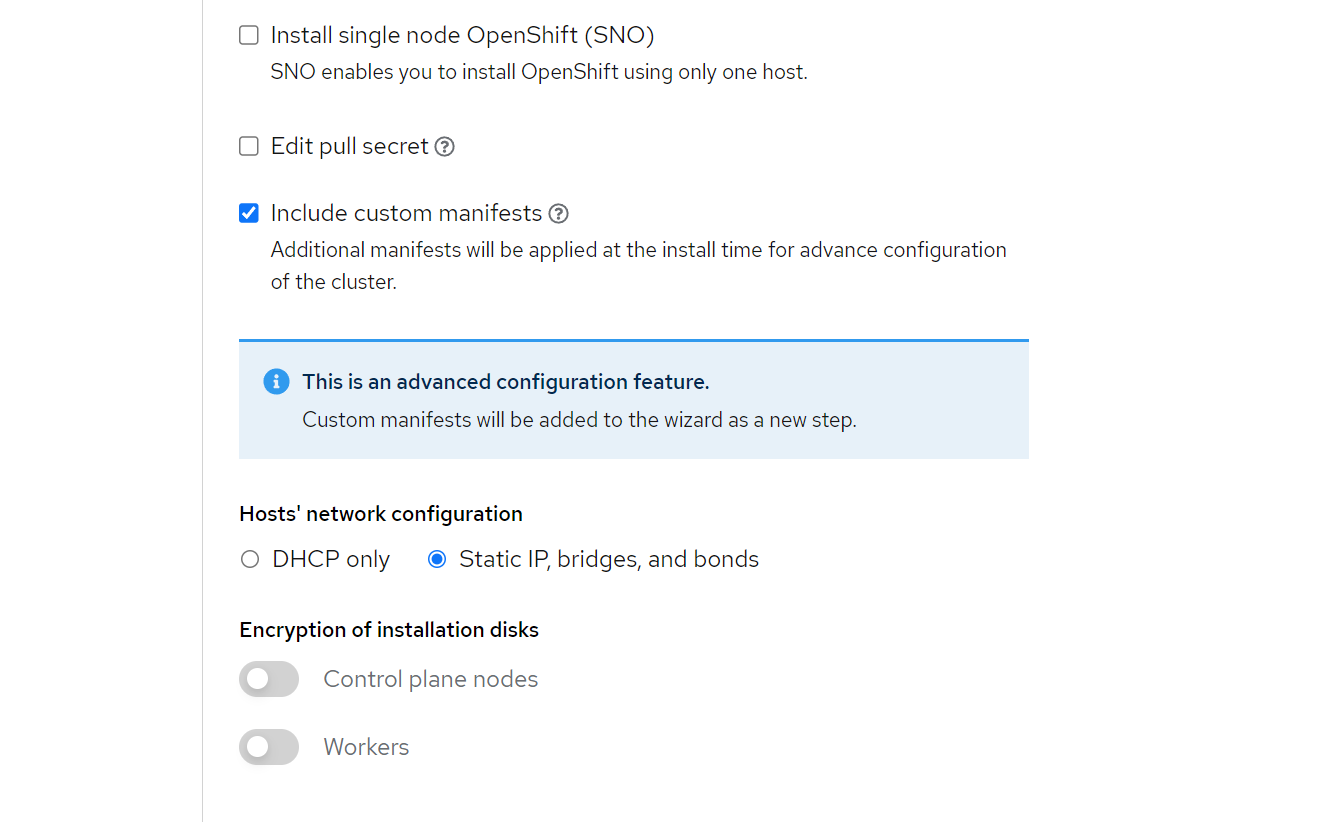 Install single node OpenShift (SNO)
SNO enables you to install OpenShift using only one host.
Edit pull secret
Include custom manifests
Additional manifests will be applied at the install time for advance configuration
of the cluster.
This is an advanced configuration feature.
Custom manifests will be added to the wizard as a new step.
Hosts' network configuration
DHCP only Static IP, bridges, and bonds
Encryption of installation disks
Control plane nodes
Workers